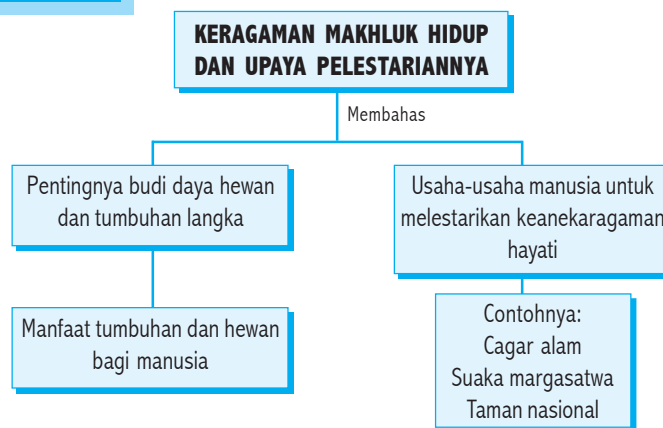 KERAGAMAN MAKHLUK HIDUP
DAN UPAYA PELESTARIANNYA
Membahas
Pentingnya budi daya hewan
dan tumbuhan langka
Manfaat tumbuhan dan hewan
bagi manusia
Usaha-usaha manusia untuk
melestarikan keanekaragaman
hayati
Contohnya:
Cagar alam
Suaka margasatwa
Taman nasional